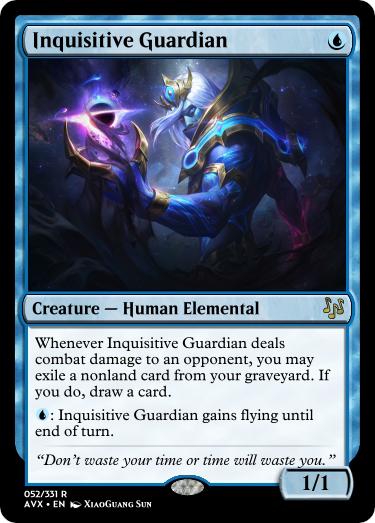 Inquisitive Guardian
Creature — Human Elemental
Whenever Inquisitive Guardian deals
combat damage to an opponent, you may
exile a nonland card from your graveyard. If
you do, draw a card.
: Inquisitive Guardian gains flying until
end of turn.
“Don’t waste your time or time will waste you.”
1/1
052/331 R
AVX • EN XiaoGuang Sun